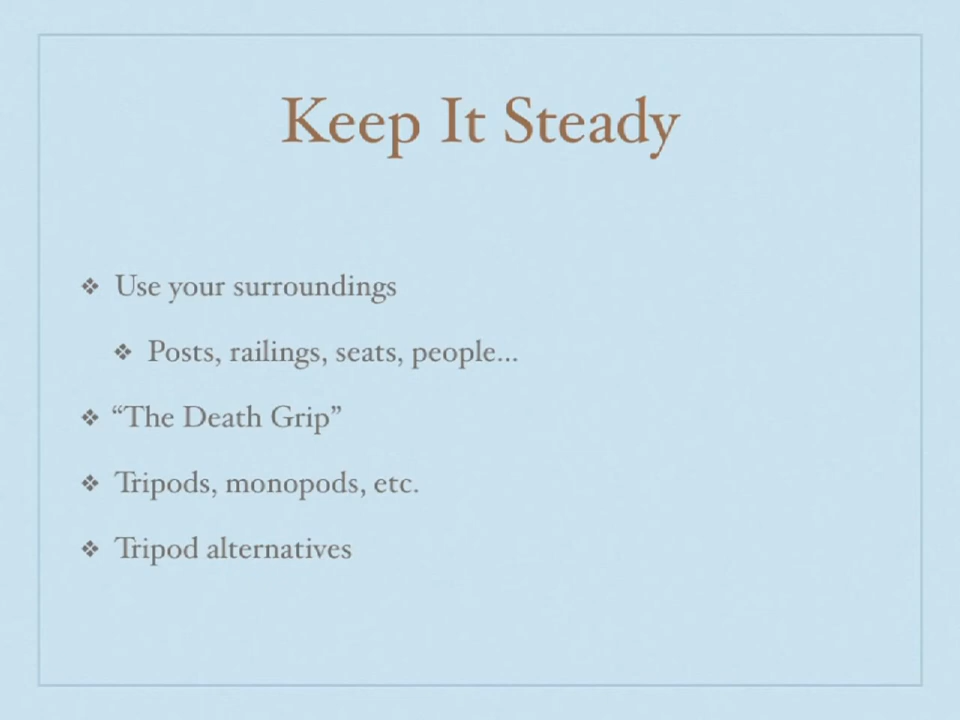 Keep It Steady
❖ Use your surroundings
❖ Posts, railings, seats, people...
❖ “The Death Grip”
❖ Tripods, monopods, etc.
❖ Tripod alternatives